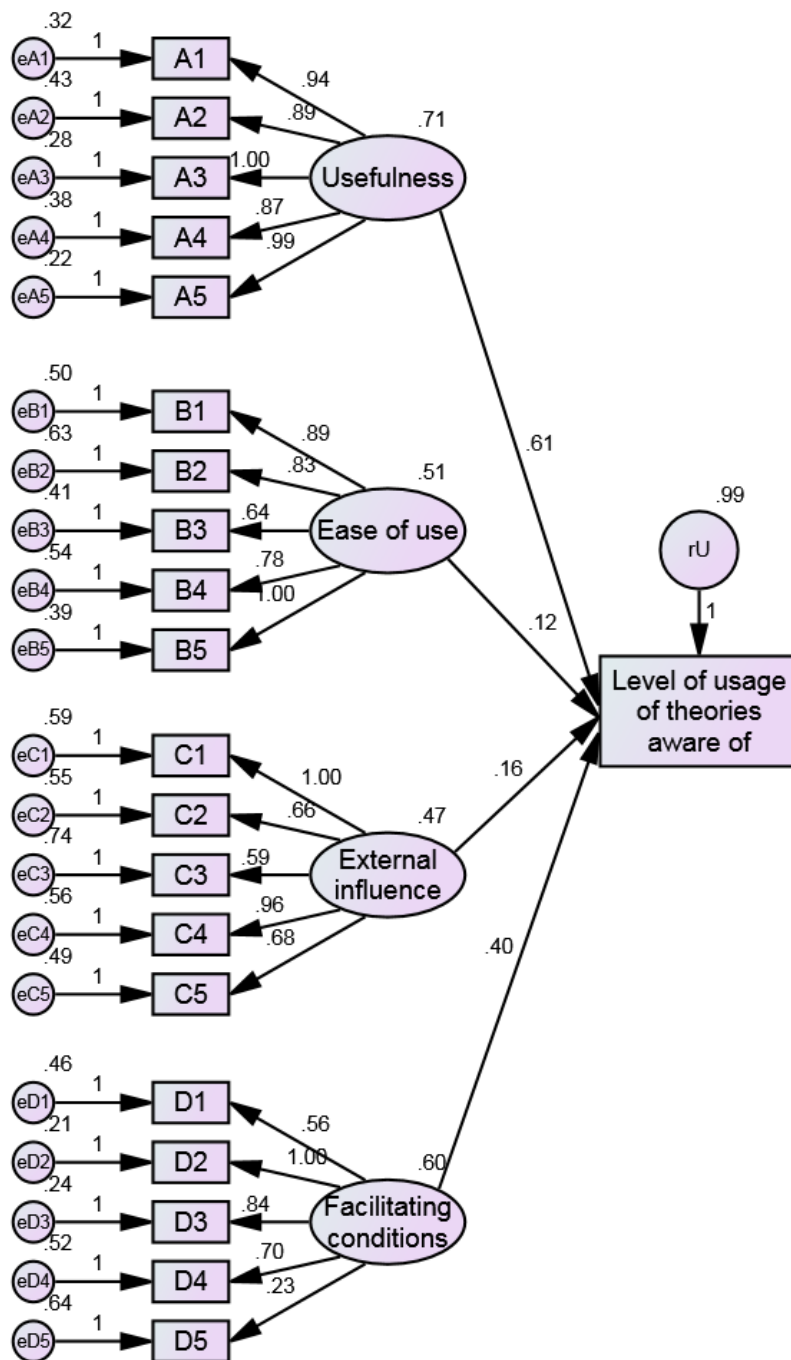 .32
eA1 1 A1 .94
.43
eA2 1 A2 .89 .71
.28
eA3 1 A3 1.00 Usefulness
.38
eA4 1 A4 .87
.22
eA5 1 A5 .99
.61
.50
eB1 1 B1 .89
.63
eB2 1 B2 .83 .51
.41
eB3 1 B3 .64 Ease of use
.54
eB4 1 B4 .78
.39
eB5 1 B5 1.00
.12
.99
rU
1
Level of usage
of theories
aware of
.59
eC1 1 C1 1.00
.55
eC2 1 C2 .66 .47
.74
eC3 1 C3 .59 External
influence
.56
eC4 1 C4 .96
.49
eC5 1 C5 .68
.16
.40
.46
eD1 1 D1 .56
.21
eD2 1 D2 1.00 .60
.24
eD3 1 D3 .84 Facilitating
conditions
.52
eD4 1 D4 .70
.64
eD5 1 D5 .23